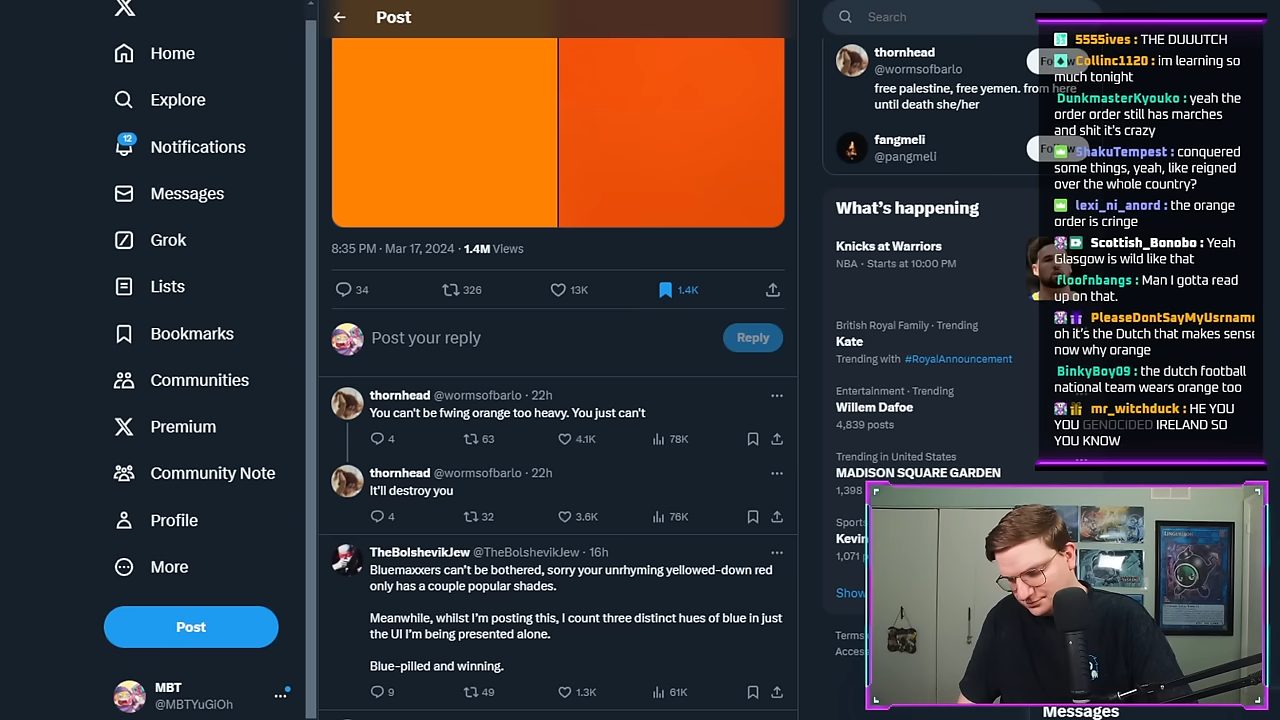 Home
Explore
12
Notifications
Messages
Grok
Lists
Bookmarks
Communities
Premium
Community Note
Profile
More
Post
MBT
@MBTYuGiOh
Post
8:35 PM · Mar 17, 2024 · 1.4M Views
34
326
13K
1.4K
Post your reply
Reply
thornhead @wormsofbarlo · 22h
You can't be fwing orange too heavy. You just can't
4
63
4.1K
78K
thornhead @wormsofbarlo · 22h
It'll destroy you
4
32
3.6K
76K
TheBolshevikJew @TheBolshevikJew · 16h
Bluemaxxers can't be bothered, sorry your unrhyming yellowed-down red
only has a couple popular shades.
Meanwhile, whilst I'm posting this, I count three distinct hues of blue in just
the UI I'm being presented alone.
Blue-pilled and winning.
9
49
1.3K
61K
Search
thornhead
@wormsofbarlo
free palestine, free yemen. from here
until death she/her
fangmeli
@pangmeli
What's happening
Knicks at Warriors
NBA · Starts at 10:00 PM
British Royal Family · Trending
Kate
Trending with #RoyalAnnouncement
Entertainment · Trending
Willem Dafoe
4,839 posts
Trending in United States
MADISON SQUARE GARDEN
1,398
Sports
Kevin
1,071
Show
Terms
Messages
5555ives : THE DUUUTCH
Collinc1120 : im learning so
much tonight
DunkmasterKyouko : yeah the
order order still has marches
and shit it's crazy
ShakuTempest : conquered
some things, yeah, like reigned
over the whole country?
lexi_ni_anord : the orange
order is cringe
Scottish_Bonobo : Yeah
Glasgow is wild like that
floofnbangs : Man I gotta read
up on that.
PleaseDontSayMyUsrname
oh it's the Dutch that makes sense
now why orange
BinkyBoy09 : the dutch football
national team wears orange too
mr_witchduck : HE YOU
YOU GENOCIDED IRELAND SO
YOU KNOW